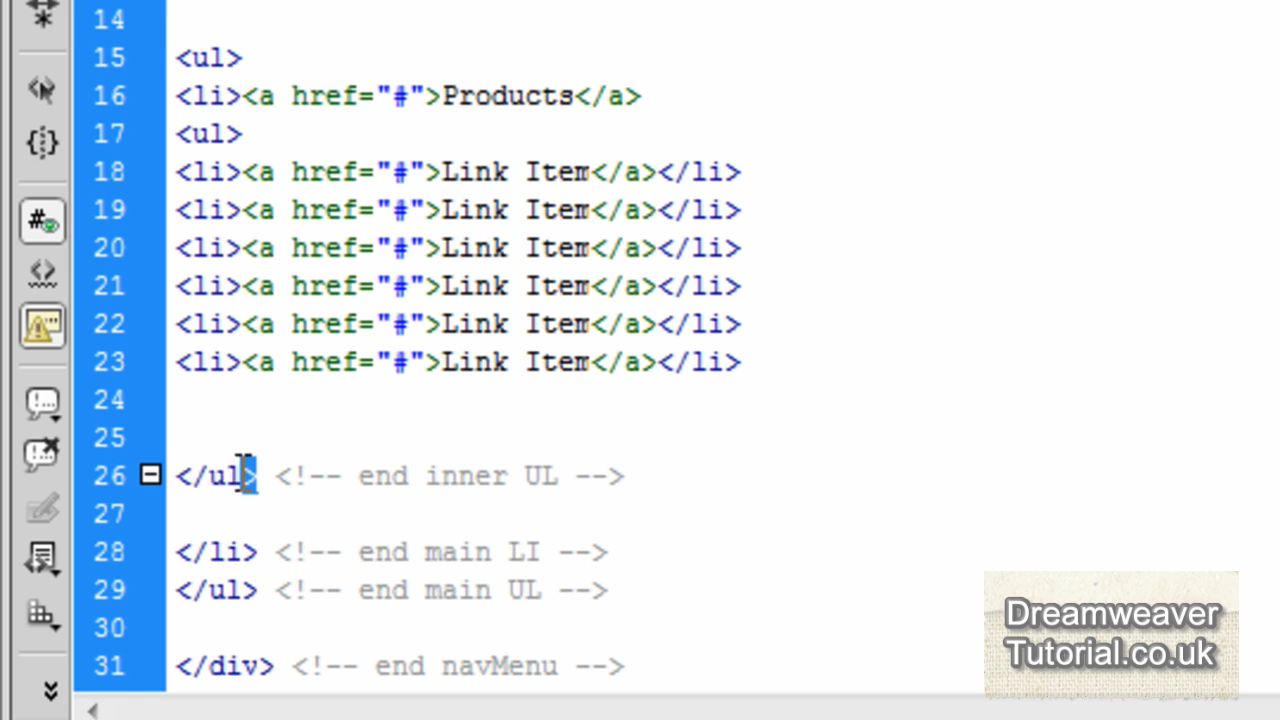 14
15 <ul>
16 <li><a href="#">Products</a>
17 <ul>
18 <li><a href="#">Link Item</a></li>
19 <li><a href="#">Link Item</a></li>
20 <li><a href="#">Link Item</a></li>
21 <li><a href="#">Link Item</a></li>
22 <li><a href="#">Link Item</a></li>
23 <li><a href="#">Link Item</a></li>
24
25
26 </ul> <!-- end inner UL -->
27
28 </li> <!-- end main LI -->
29 </ul> <!-- end main UL -->
30
31 </div> <!-- end navMenu -->
Dreamweaver
Tutorial.co.uk